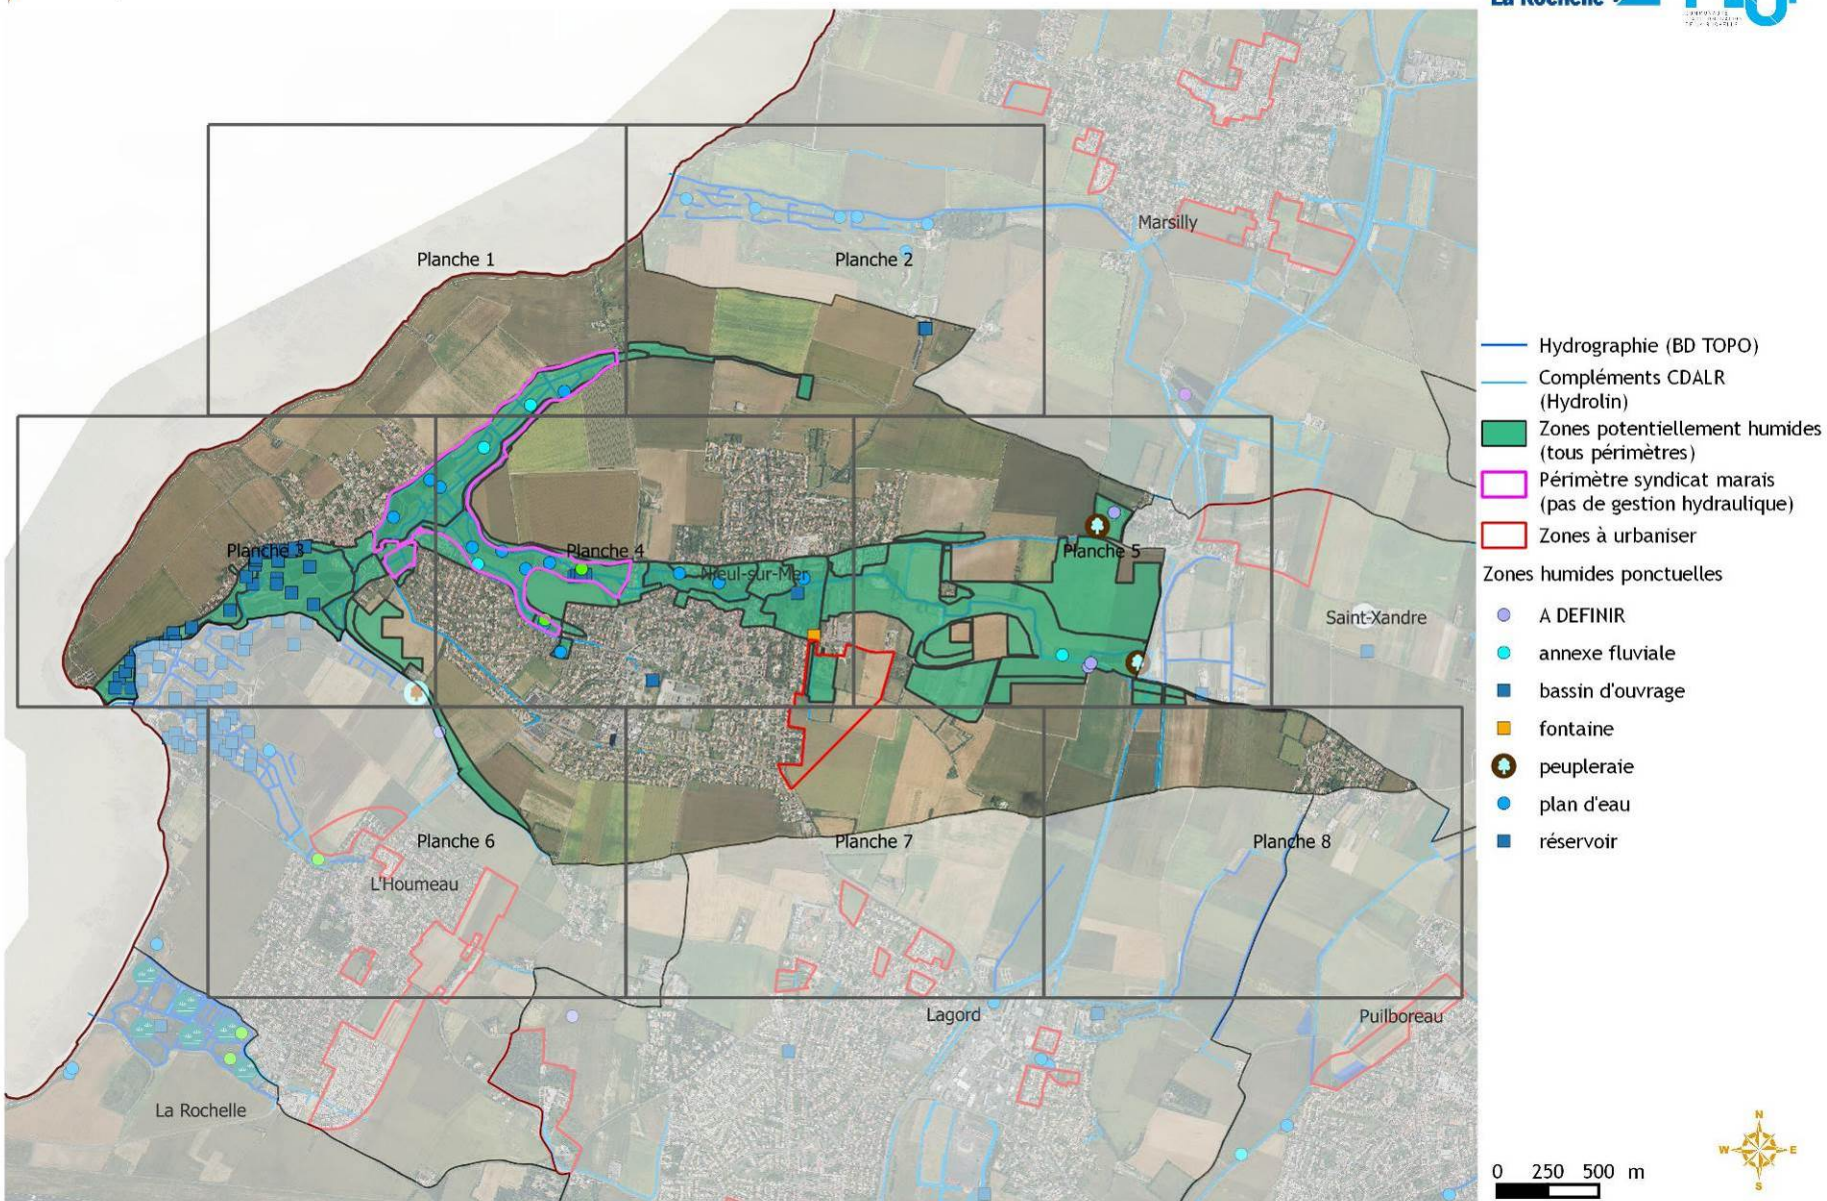 La Rochelle
Marsilly
Planche 1
Planche 2
Hydrographie (BD TOPO)
Compléments CDALR
(Hydrolin)
Zones potentiellement humides
(tous périmètres)
Périmètre syndicat marais
(pas de gestion hydraulique)
Zones à urbaniser
Zones humides ponctuelles
A DEFINIR
annexe fluviale
bassin d'ouvrage
fontaine
peupleraie
plan d'eau
réservoir
Planche 3
Planche 4
Nieul-sur-Mer
Planche 5
Saint-Xandre
Planche 6
Planche 7
Planche 8
L'Houmeau
Lagord
Puilboreau
La Rochelle
N
W E
S
0 250 500 m